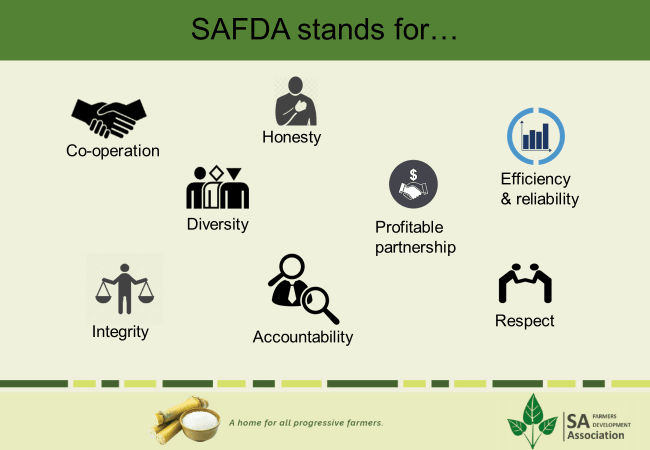 SAFDA stands for…
Honesty
Co-operation
Efficiency
& reliability
Diversity
Profitable
partnership
$
Integrity
Accountability
Respect
A home for all progressive farmers.
SA FARMERS
DEVELOPMENT
Association